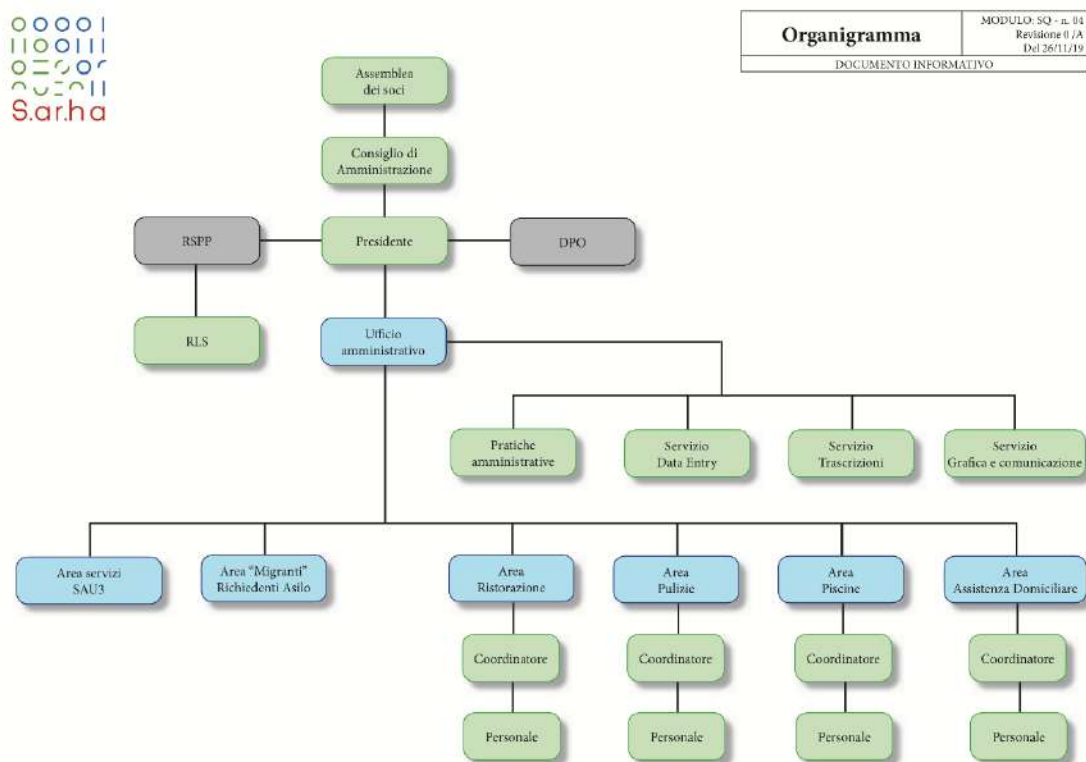 S.ar.ha
Organigramma
MODULO: SQ - n. 04
Revisione 0 /A
Del 26/11/19
DOCUMENTO INFORMATIVO
Assemblea
dei soci
Consiglio di
Amministrazione
RSPP
Presidente
DPO
RLS
Ufficio
amministrativo
Pratiche
amministrative
Servizio
Data Entry
Servizio
Trascrizioni
Servizio
Grafica e comunicazione
Area servizi
SAU3
Area “Migranti”
Richiedenti Asilo
Area
Ristorazione
Area
Pulizie
Area
Piscine
Area
Assistenza Domiciliare
Coordinatore
Coordinatore
Coordinatore
Coordinatore
Personale
Personale
Personale
Personale